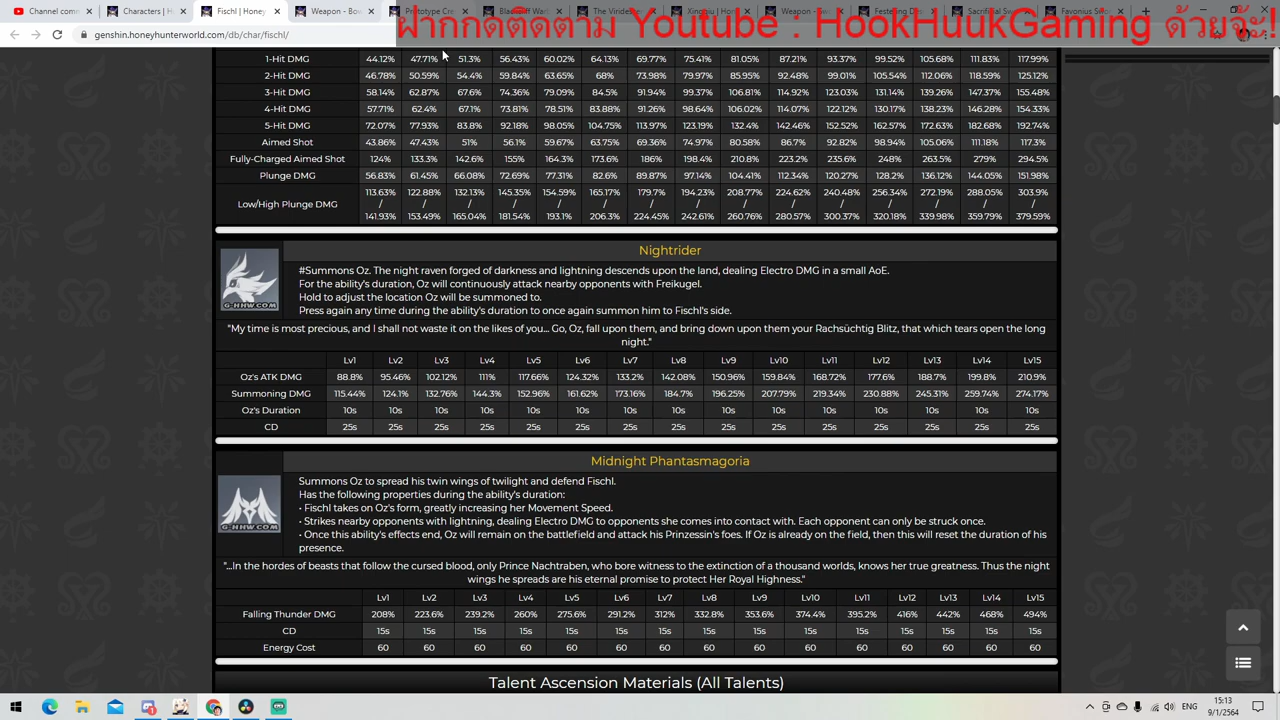 Channel comm
Characters | H
Fischl | Honey
Weapon - Bow
Prototype Cre
The Virides
Xingqiu | Hon
Weapon - Sw
Festering Des
Sacrificial Sw
Favonius Swor
ฝากกดติดตาม Youtube : HookHuukGaming ด้วยจ้ะ!
genshin.honeyhunterworld.com/db/char/fischl/
1-Hit DMG 44.12% 47.71% 51.3% 56.43% 60.02% 64.13% 69.77% 75.41% 81.05% 87.21% 93.37% 99.52% 105.68% 111.83% 117.99%
2-Hit DMG 46.78% 50.59% 54.4% 59.84% 63.65% 68% 73.98% 79.97% 85.95% 92.48% 99.01% 105.54% 112.06% 118.59% 125.12%
3-Hit DMG 58.14% 62.87% 67.6% 74.36% 79.09% 84.5% 91.94% 99.37% 106.81% 114.92% 123.03% 131.14% 139.26% 147.37% 155.48%
4-Hit DMG 57.71% 62.4% 67.1% 73.81% 78.51% 83.88% 91.26% 98.64% 106.02% 114.07% 122.12% 130.17% 138.23% 146.28% 154.33%
5-Hit DMG 72.07% 77.93% 83.8% 92.18% 98.05% 104.75% 113.97% 123.19% 132.4% 142.46% 152.52% 162.57% 172.63% 182.68% 192.74%
Aimed Shot 43.86% 47.43% 51% 56.1% 59.67% 63.75% 69.36% 74.97% 80.58% 86.7% 92.82% 98.94% 105.06% 111.18% 117.3%
Fully-Charged Aimed Shot 124% 133.3% 142.6% 155% 164.3% 173.6% 186% 198.4% 210.8% 223.2% 235.6% 248% 263.5% 279% 294.5%
Plunge DMG 56.83% 61.45% 66.08% 72.69% 77.31% 82.6% 89.87% 97.14% 104.41% 112.34% 120.27% 128.2% 136.12% 144.05% 151.98%
113.63% 122.88% 132.13% 145.35% 154.59% 165.17% 179.7% 194.23% 208.77% 224.62% 240.48% 256.34% 272.19% 288.05% 303.9%
Low/High Plunge DMG / / / / / / / / / / / / / / /
141.93% 153.49% 165.04% 181.54% 193.1% 206.3% 224.45% 242.61% 260.76% 280.57% 300.37% 320.18% 339.98% 359.79% 379.59%
Nightrider
#Summons Oz. The night raven forged of darkness and lightning descends upon the land, dealing Electro DMG in a small AoE.
For the ability's duration, Oz will continuously attack nearby opponents with Freikugel.
Hold to adjust the location Oz will be summoned to.
Press again any time during the ability's duration to once again summon him to Fischl's side.
G-HHW.COM
"My time is most precious, and I shall not waste it on the likes of you... Go, Oz, fall upon them, and bring down upon them your Rachsüchtig Blitz, that which tears open the long
night."
Lv1 Lv2 Lv3 Lv4 Lv5 Lv6 Lv7 Lv8 Lv9 Lv10 Lv11 Lv12 Lv13 Lv14 Lv15
Oz's ATK DMG 88.8% 95.46% 102.12% 111% 117.66% 124.32% 133.2% 142.08% 150.96% 159.84% 168.72% 177.6% 188.7% 199.8% 210.9%
Summoning DMG 115.44% 124.1% 132.76% 144.3% 152.96% 161.62% 173.16% 184.7% 196.25% 207.79% 219.34% 230.88% 245.31% 259.74% 274.17%
Oz's Duration 10s 10s 10s 10s 10s 10s 10s 10s 10s 10s 10s 10s 10s 10s 10s
CD 25s 25s 25s 25s 25s 25s 25s 25s 25s 25s 25s 25s 25s 25s 25s
Midnight Phantasmagoria
Summons Oz to spread his twin wings of twilight and defend Fischl.
Has the following properties during the ability's duration:
• Fischl takes on Oz's form, greatly increasing her Movement Speed.
• Strikes nearby opponents with lightning, dealing Electro DMG to opponents she comes into contact with. Each opponent can only be struck once.
• Once this ability's effects end, Oz will remain on the battlefield and attack his Prinzessin's foes. If Oz is already on the field, then this will reset the duration of his
presence.
G-HHW.COM
"...In the hordes of beasts that follow the cursed blood, only Prince Nachtraben, who bore witness to the extinction of a thousand worlds, knows her true greatness. Thus the night
wings he spreads are his eternal promise to protect Her Royal Highness."
Lv1 Lv2 Lv3 Lv4 Lv5 Lv6 Lv7 Lv8 Lv9 Lv10 Lv11 Lv12 Lv13 Lv14 Lv15
Falling Thunder DMG 208% 223.6% 239.2% 260% 275.6% 291.2% 312% 332.8% 353.6% 374.4% 395.2% 416% 442% 468% 494%
CD 15s 15s 15s 15s 15s 15s 15s 15s 15s 15s 15s 15s 15s 15s 15s
Energy Cost 60 60 60 60 60 60 60 60 60 60 60 60 60 60 60
Talent Ascension Materials (All Talents)
ENG
15:13
9/1/2564